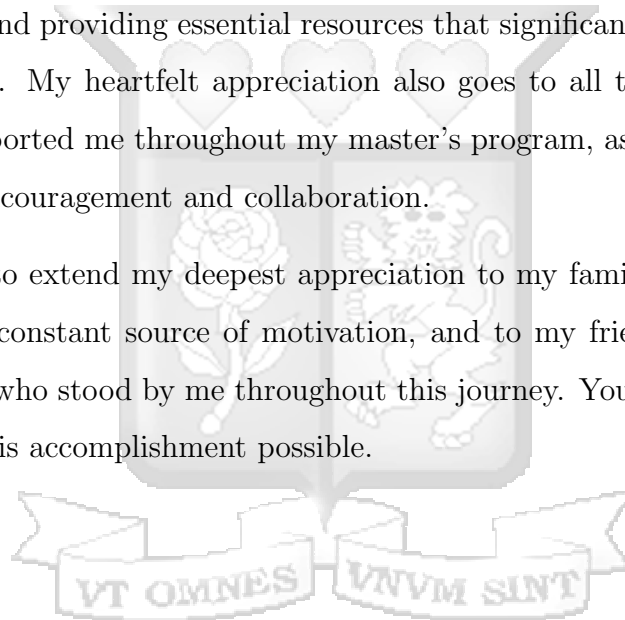 nd providing essential resources that significan
. My heartfelt appreciation also goes to all t
ported me throughout my master's program, as
couragement and collaboration.
o extend my deepest appreciation to my fami
constant source of motivation, and to my frie
who stood by me throughout this journey. You
is accomplishment possible.
VT OMNES VNVM SINT